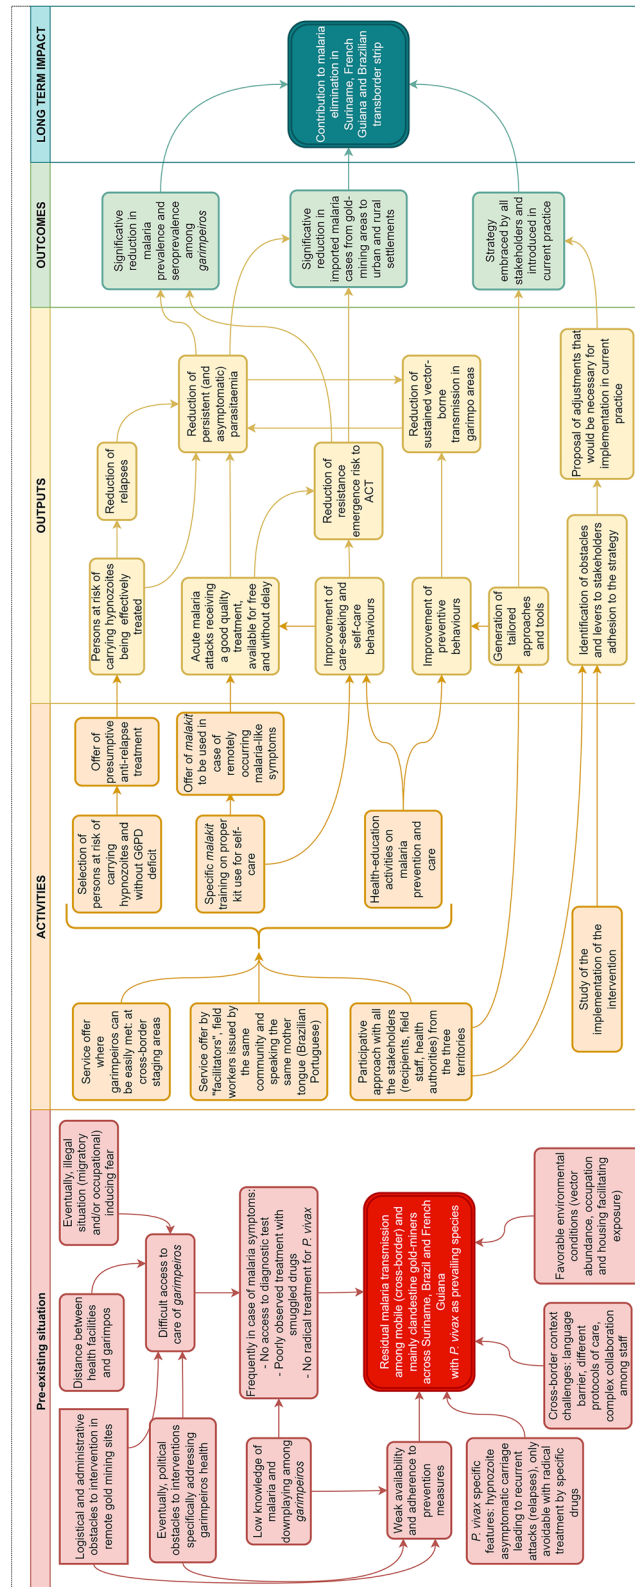 Pre-existing situation
Logistical and administrative
obstacles to intervention in
remote gold mining sites
Distance between
health facilities
and garimpos
Eventually, illegal
situation (migratory
and/or occupational)
inducing fear
Eventually, political
obstacles to interventions
specifically addressing
garimpeiros health
Difficult access to
care of garimpeiros
Low knowledge of
malaria and
downplaying among
garimpeiros
Frequently in case of malaria symptoms:
- No access to diagnostic test
- Poorly observed treatment with
smuggled drugs
- No radical treatment for P. vivax
Weak availability
and adherence to
prevention
measures
Residual malaria transmission
among mobile (cross-border) and
mainly clandestine gold-miners
across Suriname, Brazil and French
Guiana
with P. vivax as prevailing species
P. vivax specific
features: hypnozoite
asymptomatic carriage
leading to recurrent
attacks (relapses), only
avoidable with radical
treatment by specific
drugs
Cross-border context
challenges: language
barrier, different
protocols of care,
complex collaboration
among staff
Favorable environmental
conditions (vector
abundance, occupation
and housing facilitating
exposure)
ACTIVITIES
Service offer
where
garimpeiros can
be easily met: at
cross-border
staging areas
Service offer by
"facilitators", field
workers issued by
the same
community and
speaking the
same mother
tongue (Brazilian
Portuguese)
Participative
approach with all
the stakeholders
(recipients, field
staff, health
authorities) from
the three
territories
Selection of
persons at risk of
carrying
hypnozoites and
without G6PD
deficit
Offer of
presumptive
anti-relapse
treatment
Specific malakit
training on proper
kit use for self-
care
Offer of malakit
to be used in
case of
remotely
occurring
malaria-like
symptoms
Health-education
activities on
malaria
prevention and
care
Study of the
implementation of the
intervention
OUTPUTS
Persons at risk of
carrying hypnozoites
being effectively
treated
Reduction of
relapses
Reduction of
persistent (and
asymptomatic)
parasitaemia
Acute malaria
attacks receiving
a good quality
treatment,
available for free
and without delay
Improvement of
care-seeking and
self-care
behaviours
Reduction of
resistance
emergence risk to
ACT
Improvement of
preventive
behaviours
Reduction of
sustained vector-
borne
transmission in
garimpo areas
Generation of
tailored
approaches
and tools
Identification of obstacles
and levers to stakeholders
adhesion to the strategy
Proposal of adjustments that
would be necessary for
implementation in current
practice
OUTCOMES
Significative
reduction in
malaria
prevalence and
seroprevalence
among
garimpeiros
Significative
reduction in
imported malaria
cases from gold-
mining areas to
urban and rural
settlements
Strategy
embraced by all
stakeholders and
introduced in
current practice
LONG TERM IMPACT
Contribution to malaria
elimination in
Suriname, French
Guiana and Brazilian
transborder strip